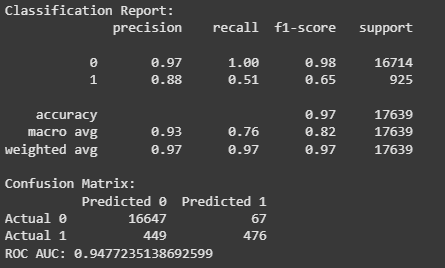 Classification Report:
precision recall f1-score support
0 0.97 1.00 0.98 16714
1 0.88 0.51 0.65 925
accuracy 0.97 17639
macro avg 0.93 0.76 0.82 17639
weighted avg 0.97 0.97 0.97 17639
Confusion Matrix:
Predicted 0 Predicted 1
Actual 0 16647 67
Actual 1 449 476
ROC AUC: 0.9477235138692599